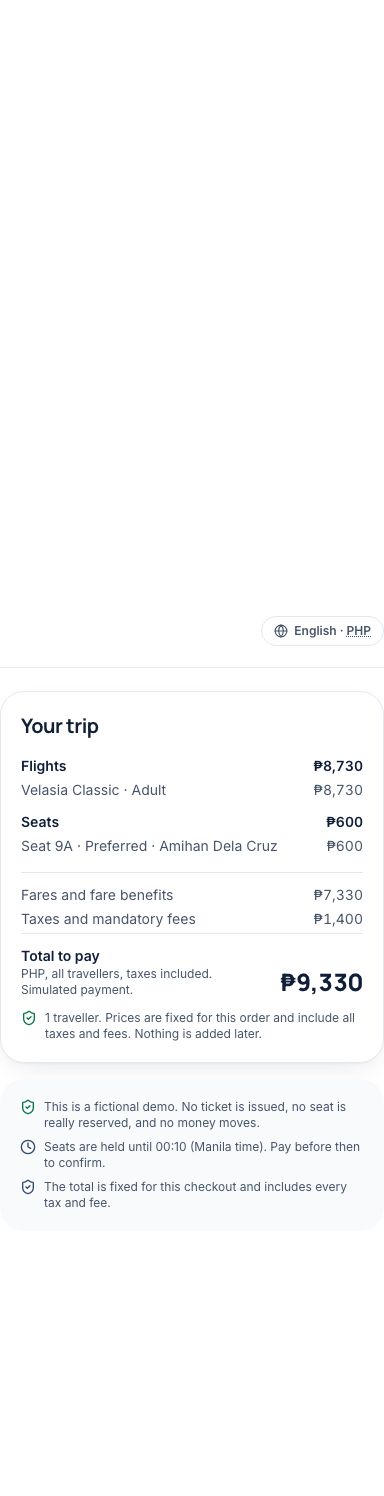 English · PHP
Your trip
Flights ₱8,730
Velasia Classic · Adult ₱8,730
Seats ₱600
Seat 9A · Preferred · Amihan Dela Cruz ₱600
Fares and fare benefits ₱7,330
Taxes and mandatory fees ₱1,400
Total to pay
PHP, all travellers, taxes included.
Simulated payment.
₱9,330
1 traveller. Prices are fixed for this order and include all
taxes and fees. Nothing is added later.
This is a fictional demo. No ticket is issued, no seat is
really reserved, and no money moves.
Seats are held until 00:10 (Manila time). Pay before then
to confirm.
The total is fixed for this checkout and includes every
tax and fee.